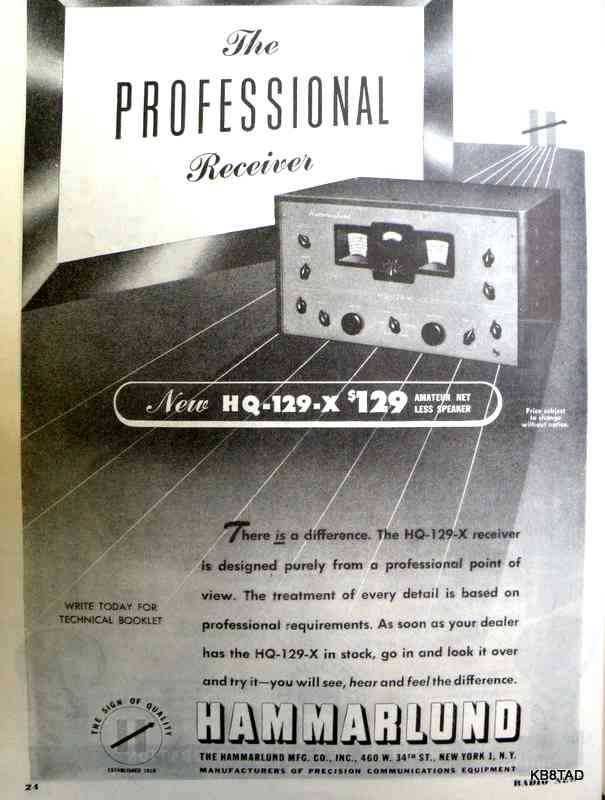 The
PROFESSIONAL
Receiver
Hammarlund
New HQ-129-X $129 AMATEUR NET
LESS SPEAKER
Price subject
to change
without notice.
There is a difference. The HQ-129-X receiver
is designed purely from a professional point of
view. The treatment of every detail is based on
professional requirements. As soon as your dealer
has the HQ-129-X in stock, go in and look it over
and try it—you will see, hear and feel the difference.
WRITE TODAY FOR
TECHNICAL BOOKLET
THE SIGN OF QUALITY
H
ESTABLISHED 1910
HAMMARLUND
THE HAMMARLUND MFG. CO., INC., 460 W. 34TH ST., NEW YORK 1, N.Y.
MANUFACTURERS OF PRECISION COMMUNICATIONS EQUIPMENT
24
RADIO NEWS
KB8TAD